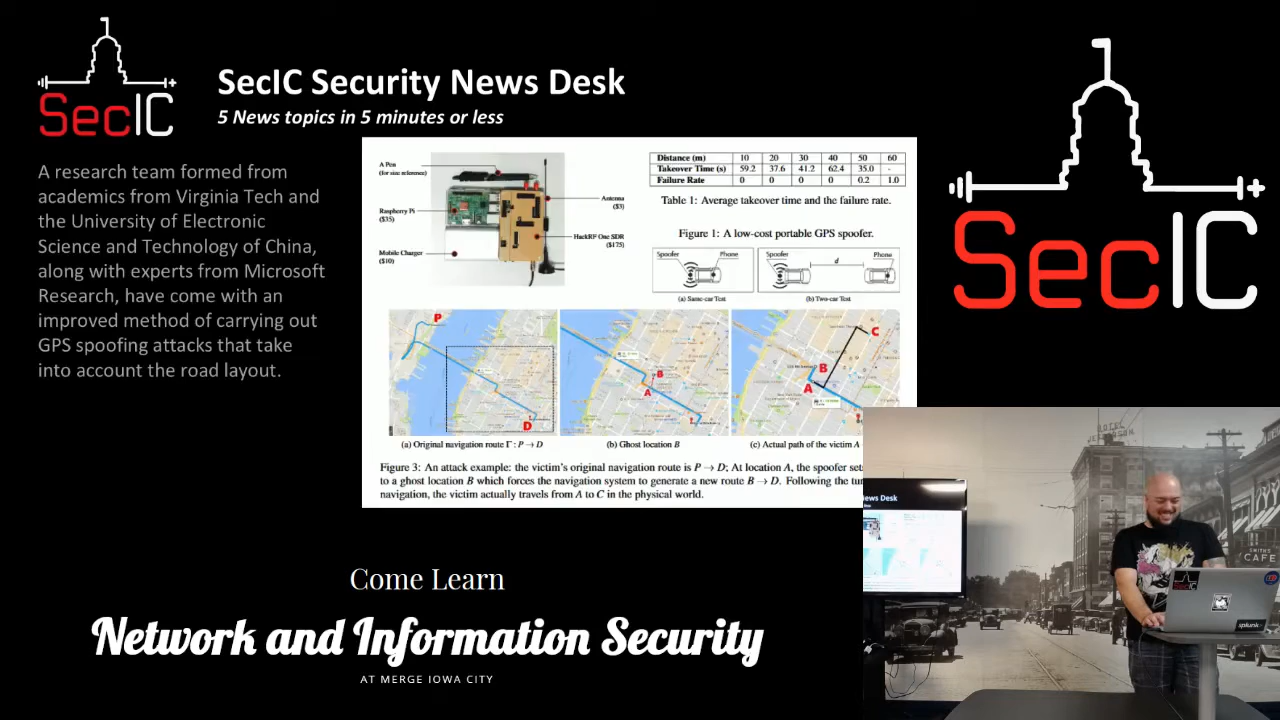 SecIC
SecIC Security News Desk
5 News topics in 5 minutes or less
A research team formed from
academics from Virginia Tech and
the University of Electronic
Science and Technology of China,
along with experts from Microsoft
Research, have come with an
improved method of carrying out
GPS spoofing attacks that take
into account the road layout.
A Pen
(for size reference)
Raspberry Pi
($35)
Mobile Charger
($10)
Antenna
($3)
HackRF One SDR
($175)
Distance (m) 10 20 30 40 50 60
Takeover Time (s) 59.2 37.6 41.2 62.4 35.0 -
Failure Rate 0 0 0 0 0.2 1.0
Table 1: Average takeover time and the failure rate.
Figure 1: A low-cost portable GPS spoofer.
Spoofer Phone
Spoofer d Phone
(a) Same-car Test
(b) Two-car Test
P
D
B
A
C
B
A
(a) Original navigation route Γ : P → D
(b) Ghost location B
(c) Actual path of the victim A
Figure 3: An attack example: the victim's original navigation route is P → D; At location A, the spoofer sets
to a ghost location B which forces the navigation system to generate a new route B → D. Following the
navigation, the victim actually travels from A to C in the physical world.
SecIC
Come Learn
Network and Information Security
AT MERGE IOWA CITY
News Desk
HOTEL
SMITHS
CAFE
splunk>